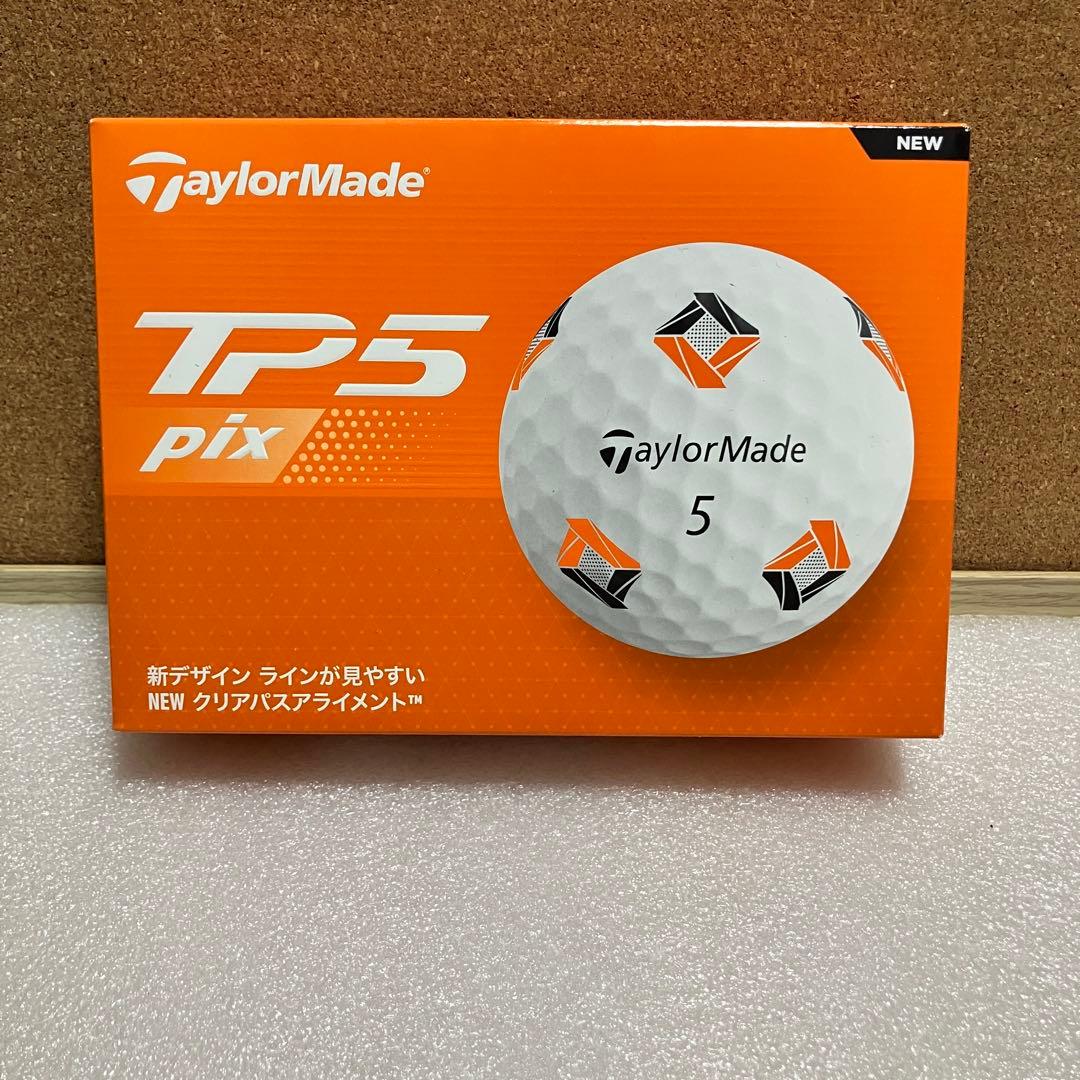 NEW
TaylorMade®
TP5
pix
TaylorMade
5
新デザイン ラインが見やすい
NEW クリアパスアライメント™